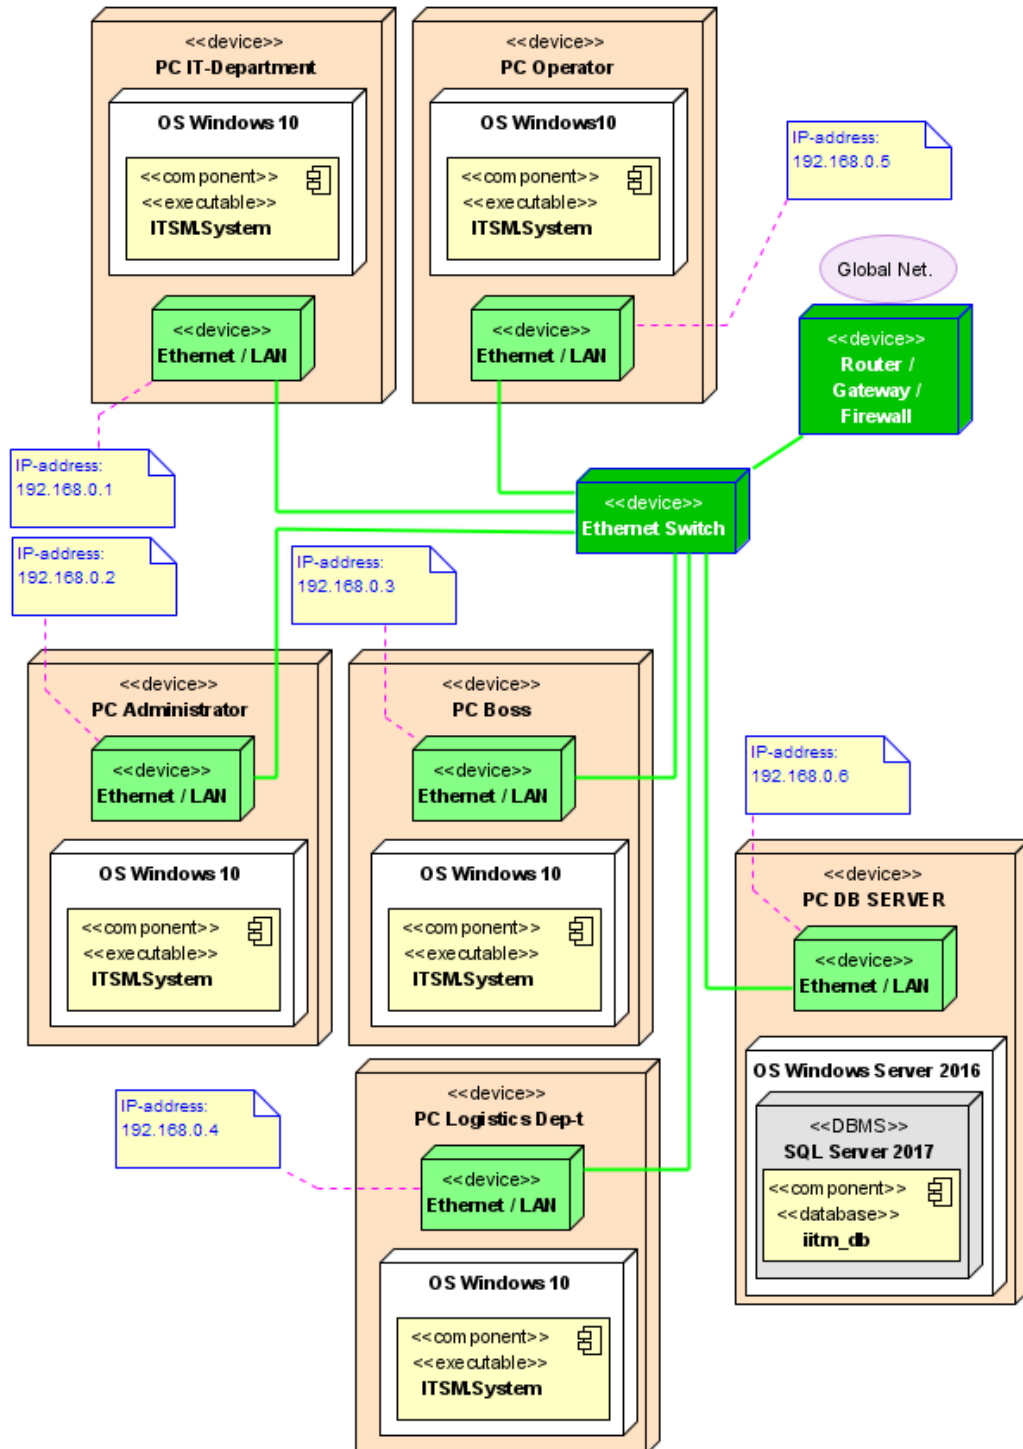 <<device>>
PC IT-Department
OS Windows 10
<<component>>
<<executable>>
ITSM.System
<<device>>
Ethernet / LAN
<<device>>
PC Operator
OS Windows10
<<component>>
<<executable>>
ITSM.System
<<device>>
Ethernet / LAN
IP-address:
192.168.0.5
Global Net.
<<device>>
Router /
Gateway /
Firewall
IP-address:
192.168.0.1
<<device>>
Ethernet Switch
IP-address:
192.168.0.2
IP-address:
192.168.0.3
<<device>>
PC Administrator
<<device>>
Ethernet / LAN
OS Windows 10
<<component>>
<<executable>>
ITSM.System
<<device>>
PC Boss
<<device>>
Ethernet / LAN
OS Windows 10
<<component>>
<<executable>>
ITSM.System
IP-address:
192.168.0.6
<<device>>
PC DB SERVER
<<device>>
Ethernet / LAN
OS Windows Server 2016
<<DBMS>>
SQL Server 2017
<<component>>
<<database>>
iitm_db
IP-address:
192.168.0.4
<<device>>
PC Logistics Dep-t
<<device>>
Ethernet / LAN
OS Windows 10
<<component>>
<<executable>>
ITSM.System